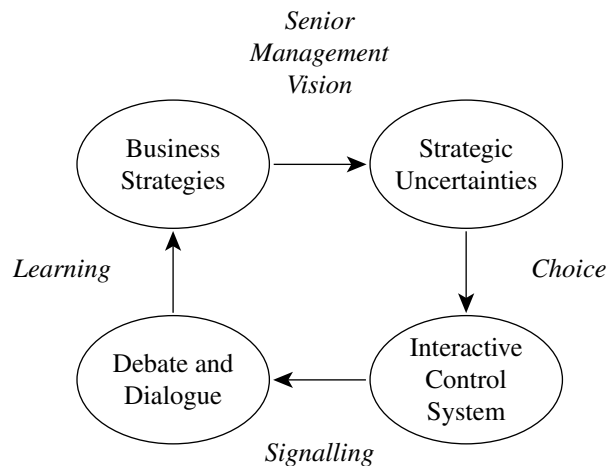 Senior
Management
Vision
Business
Strategies
Strategic
Uncertainties
Learning
Choice
Debate and
Dialogue
Interactive
Control
System
Signalling